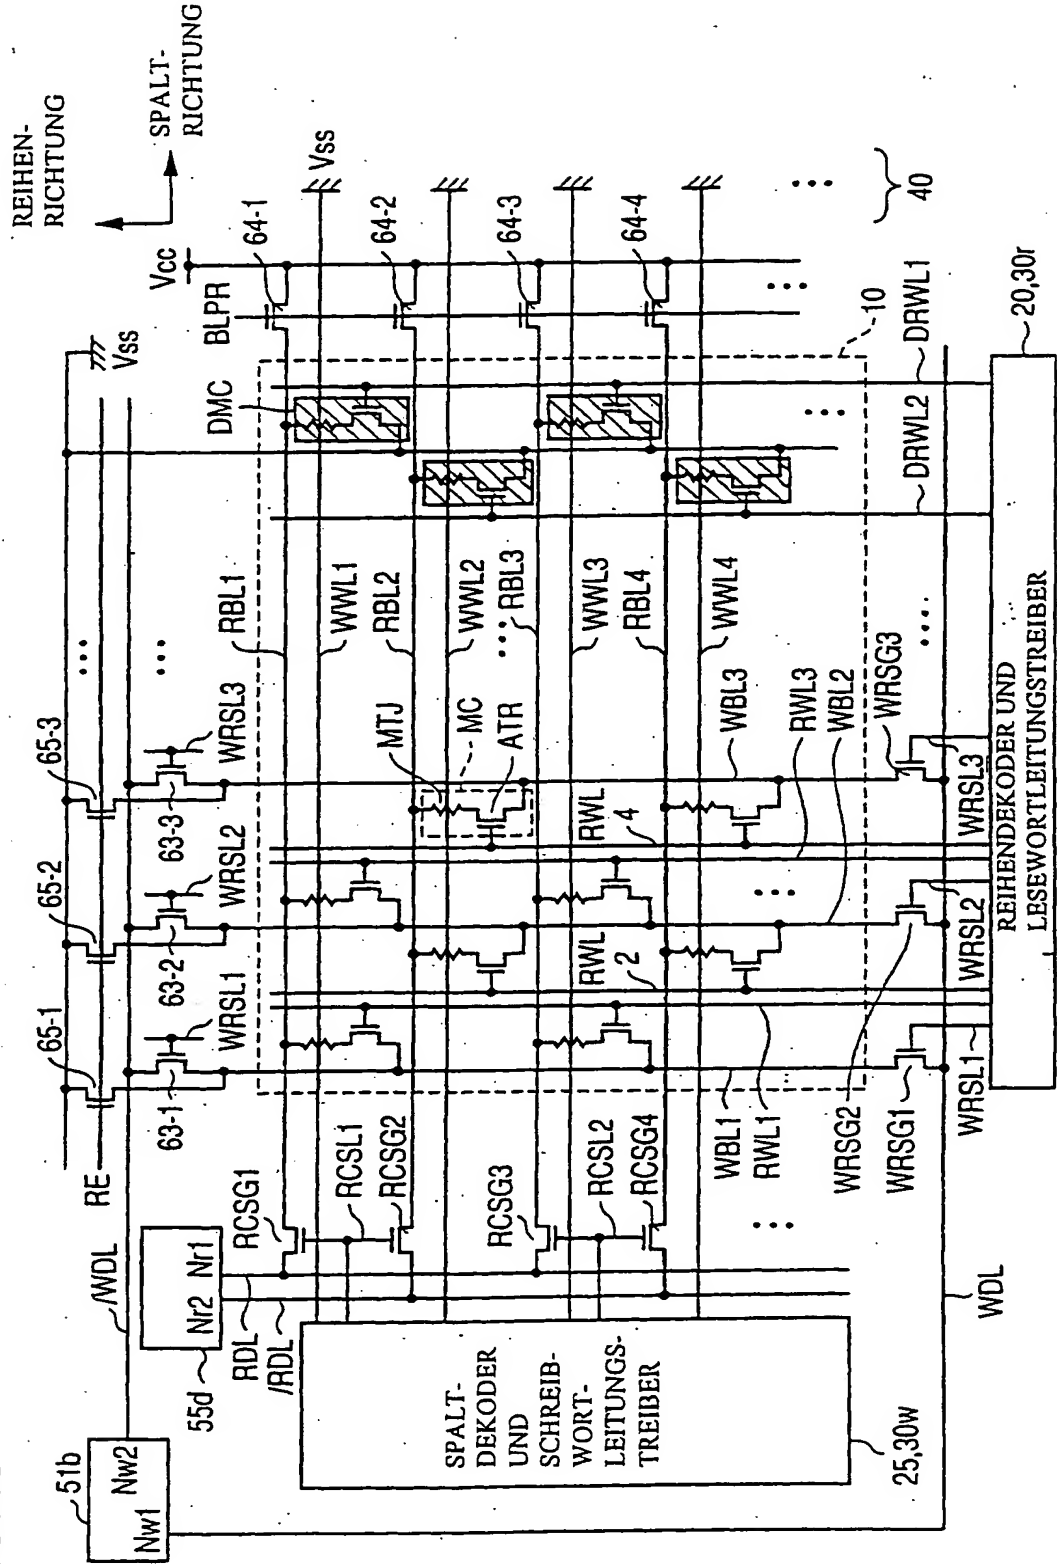 REIHEN-
RICHTUNG
SPALT-
RICHTUNG
51b
Nw2
Nw1
/WDL
55d
Nr2
Nr1
RDL
/RDL
RE
65-1
65-2
65-3
Vss
63-1
WRSL1
63-2
WRSL2
63-3
WRSL3
Vcc
BLPR
64-1
64-2
64-3
64-4
Vss
40
SPALT-
DEKODER
UND
SCHREIB-
WORT-
LEITUNGS-
TREIBER
25,30w
RCSG1
RCSL1
RCSG2
RCSG3
RCSL2
RCSG4
RBL1
WWL1
RBL2
WWL2
RBL3
WWL3
RBL4
WWL4
MTJ
MC
ATR
DMC
10
RWL
2
RWL
4
WBL1
RWL1
WBL3
RWL3
WBL2
WRSG2
WRSG1
WRSG3
WRSL1
WRSL2
WRSL3
DRWL2
DRWL1
WDL
REIHENDEKODER UND
LESEWORTLEITUNGSTREIBER
20,30r